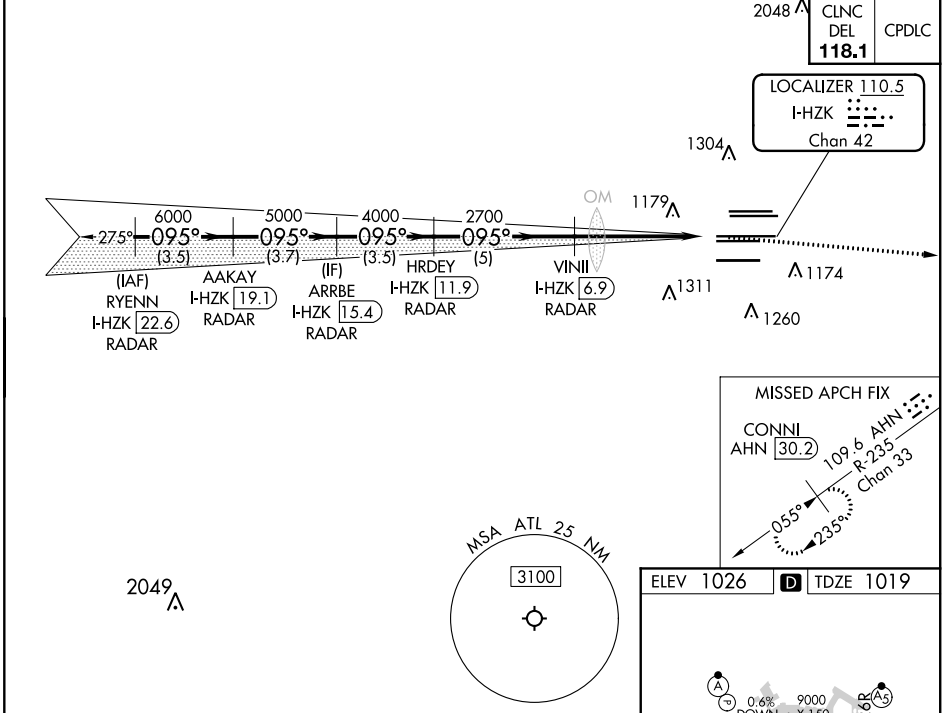 2048
CLNC
DEL
118.1
CPDLC
LOCALIZER 110.5
I-HZK
Chan 42
1304
OM
1179
6000
5000
4000
2700
275°
095°
095°
095°
095°
(3.5)
(3.7)
(3.5)
(5)
(IAF)
RYENN
I-HZK 22.6
RADAR
AAKAY
I-HZK 19.1
RADAR
(IF)
ARRBE
I-HZK 15.4
RADAR
HRDEY
I-HZK 11.9
RADAR
VINII
I-HZK 6.9
RADAR
1311
1174
1260
MISSED APCH FIX
CONNI
AHN 30.2
109.6 AHN
R-235
Chan 33
055°
235°
MSA ATL 25 NM
3100
2049
ELEV 1026 D TDZE 1019
A
P
0.6%
9000
A5